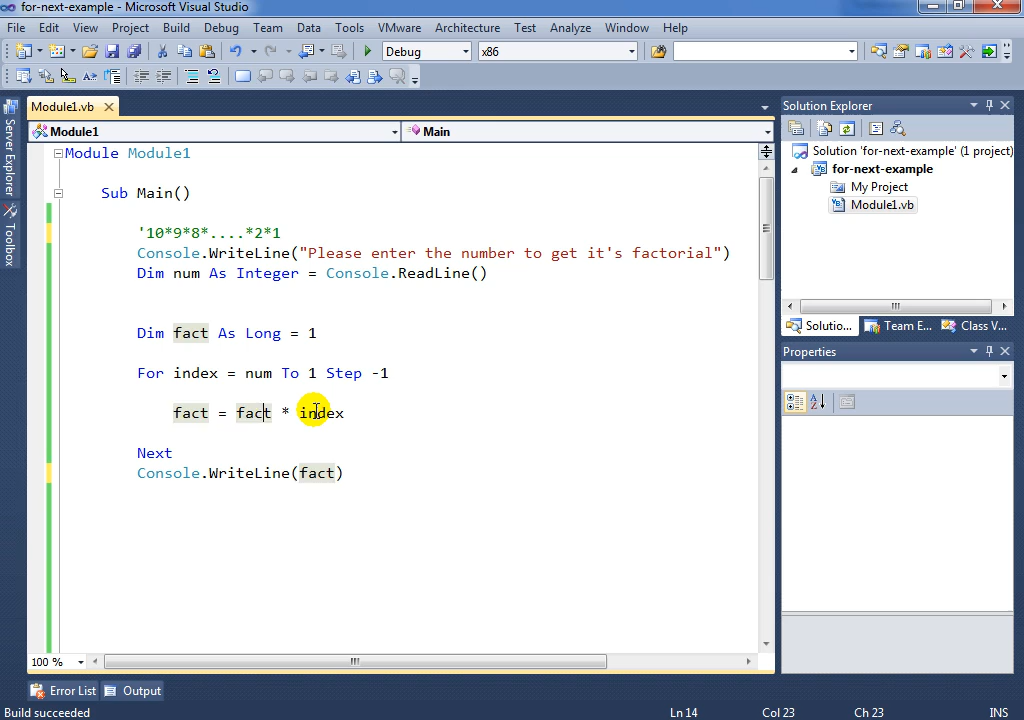 for-next-example - Microsoft Visual Studio
File Edit View Project Build Debug Team Data Tools VMware Architecture Test Analyze Window Help
Debug x86
Server Explorer
Toolbox
Module1.vb
Module1 Main
Module Module1
Sub Main()
'10*9*8*....*2*1
Console.WriteLine("Please enter the number to get it's factorial")
Dim num As Integer = Console.ReadLine()
Dim fact As Long = 1
For index = num To 1 Step -1
fact = fact * index
Next
Console.WriteLine(fact)
100 %
Solution Explorer
Solution 'for-next-example' (1 project)
for-next-example
My Project
Module1.vb
Solutio... Team E... Class V...
Properties
Error List Output
Build succeeded Ln 14 Col 23 Ch 23 INS